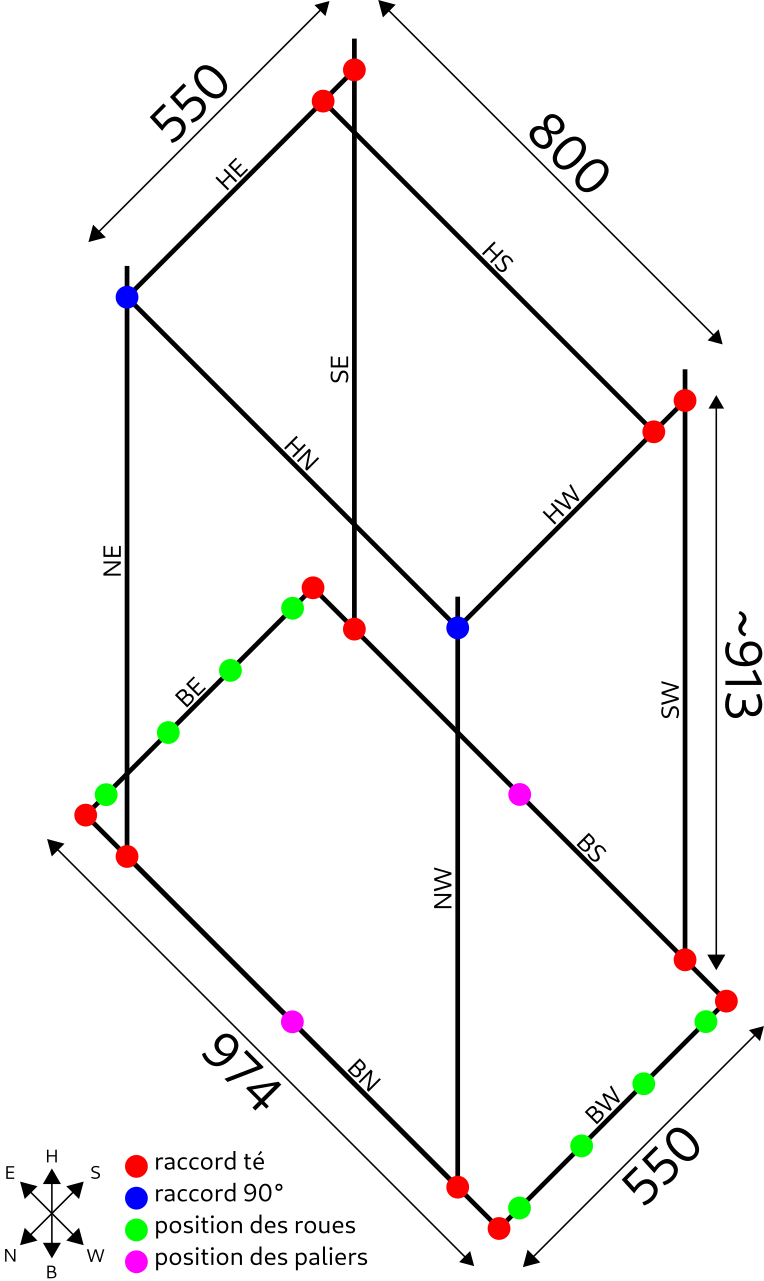 550
800
HE
HS
SE
HN
HW
NE
~913
SW
BE
BS
NW
974
BN
BW
550
H
E
S
N
W
B
raccord té
raccord 90°
position des roues
position des paliers